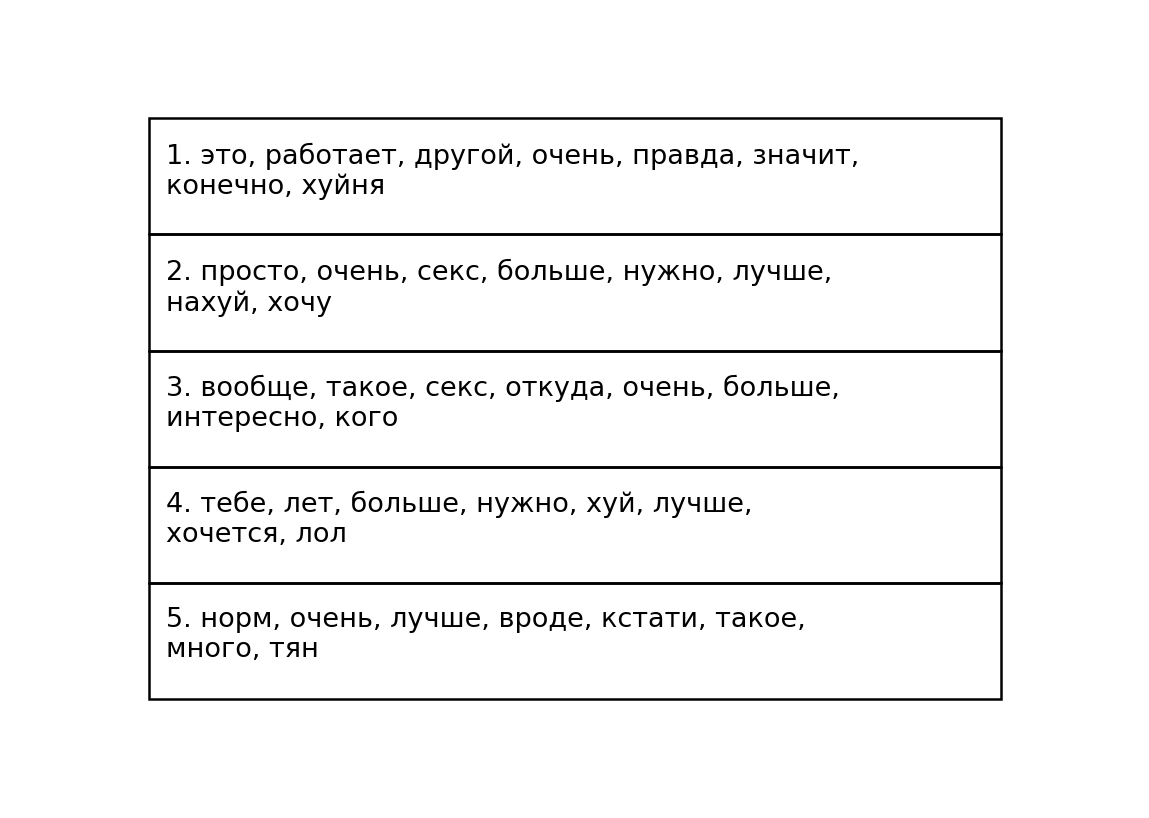 1. это, работает, другой, очень, правда, значит,
конечно, хуйня
2. просто, очень, секс, больше, нужно, лучше,
нахуй, хочу
3. вообще, такое, секс, откуда, очень, больше,
интересно, кого
4. тебе, лет, больше, нужно, хуй, лучше,
хочется, лол
5. норм, очень, лучше, вроде, кстати, такое,
много, тян